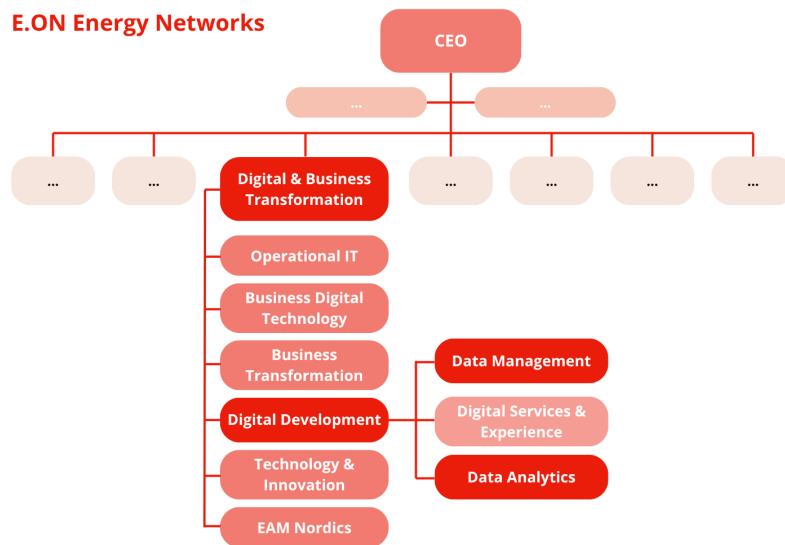 E.ON Energy Networks
CEO
...
...
...
...
Digital & Business
Transformation
...
...
...
...
Operational IT
Business Digital
Technology
Business
Transformation
Data Management
Digital Development
Digital Services &
Experience
Technology &
Innovation
Data Analytics
EAM Nordics